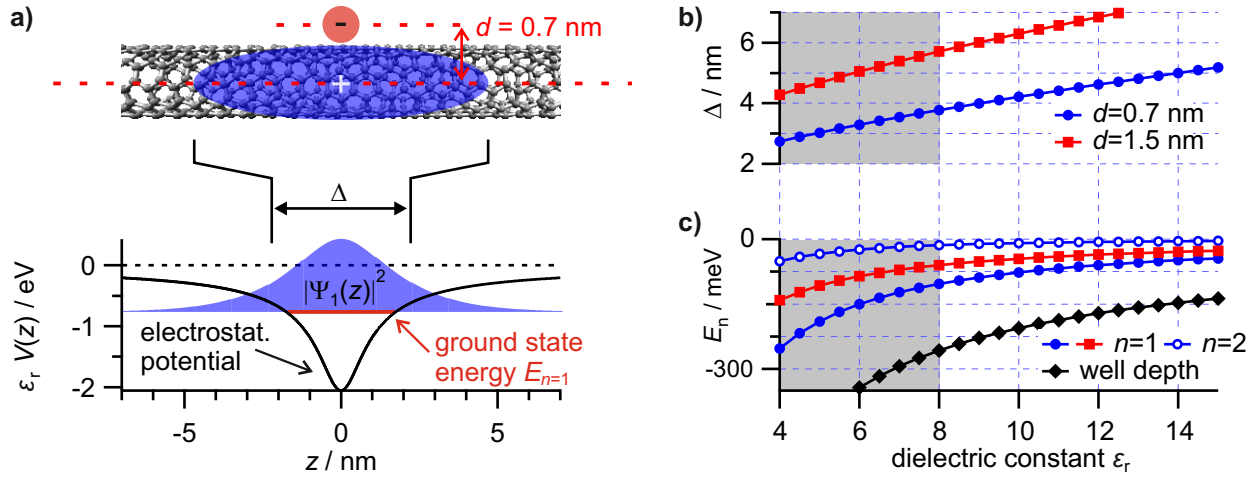 a)
-
d = 0.7 nm
+
Δ
0
-1
-2
εr V(z) / eV
|Ψ1(z)|²
electrostat.
potential
ground state
energy En=1
-5
0
5
z / nm
b)
6
4
2
Δ / nm
d=0.7 nm
d=1.5 nm
c)
0
-300
En / meV
n=1
n=2
well depth
4
6
8
10
12
14
dielectric constant εr